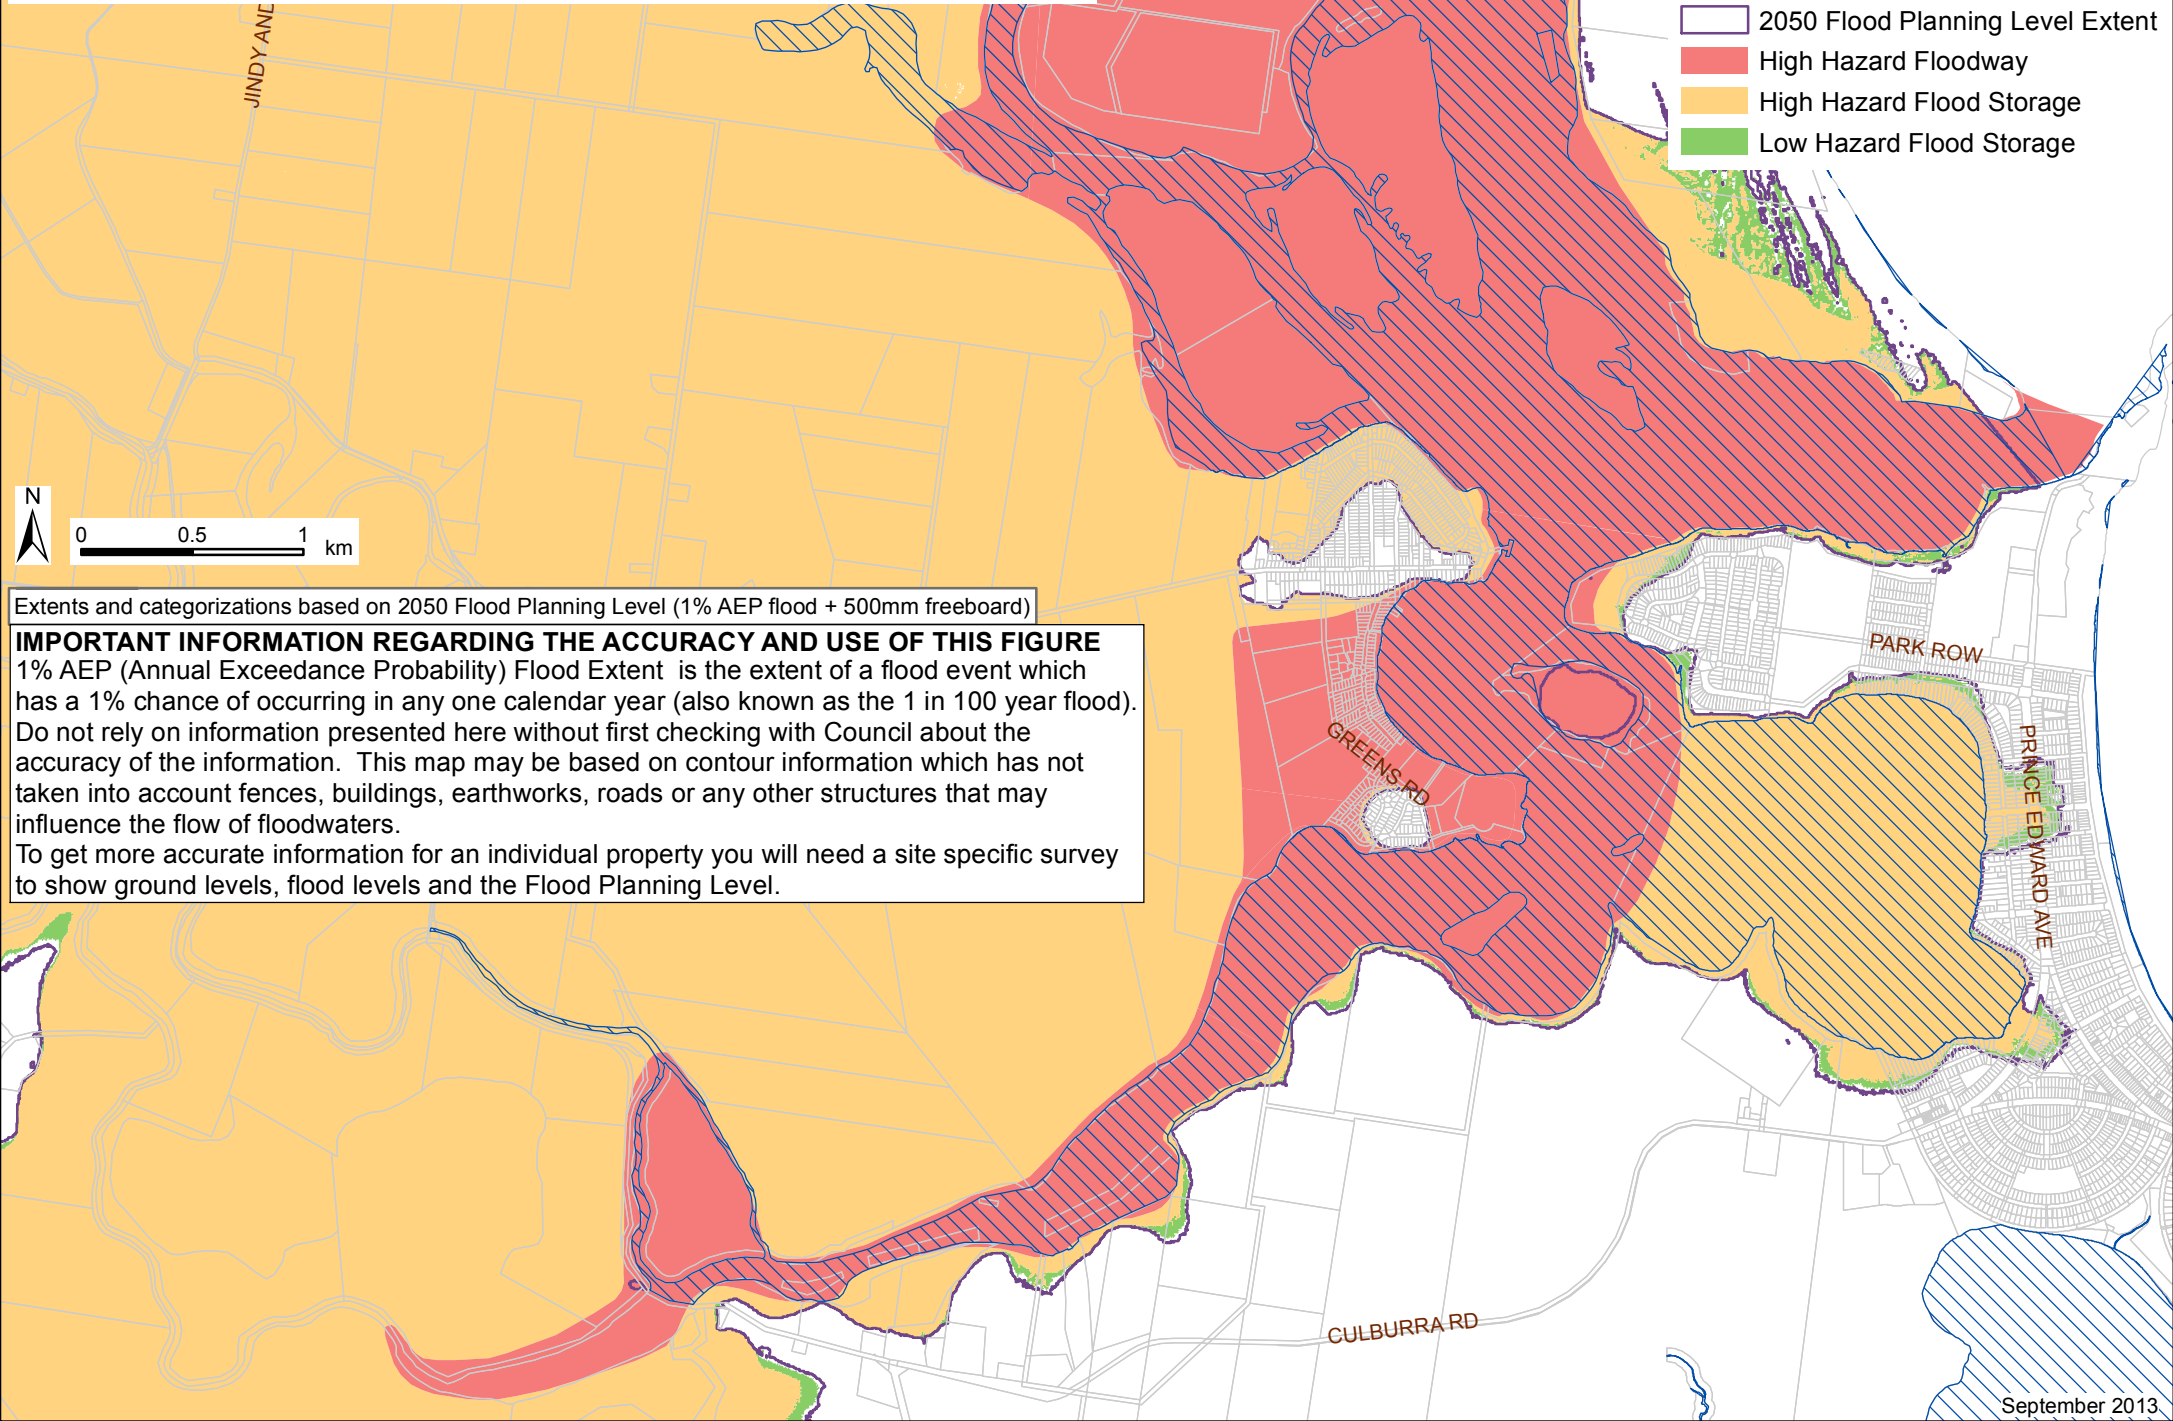 JINDY AND
2050 Flood Planning Level Extent
High Hazard Floodway
High Hazard Flood Storage
Low Hazard Flood Storage
N
0 0.5 1 km
Extents and categorizations based on 2050 Flood Planning Level (1% AEP flood + 500mm freeboard)
IMPORTANT INFORMATION REGARDING THE ACCURACY AND USE OF THIS FIGURE
1% AEP (Annual Exceedance Probability) Flood Extent is the extent of a flood event which
has a 1% chance of occurring in any one calendar year (also known as the 1 in 100 year flood).
Do not rely on information presented here without first checking with Council about the
accuracy of the information. This map may be based on contour information which has not
taken into account fences, buildings, earthworks, roads or any other structures that may
influence the flow of floodwaters.
To get more accurate information for an individual property you will need a site specific survey
to show ground levels, flood levels and the Flood Planning Level.
PARK ROW
GREENS RD
PRINCE EDWARD AVE
CULBURRA RD
September 2013